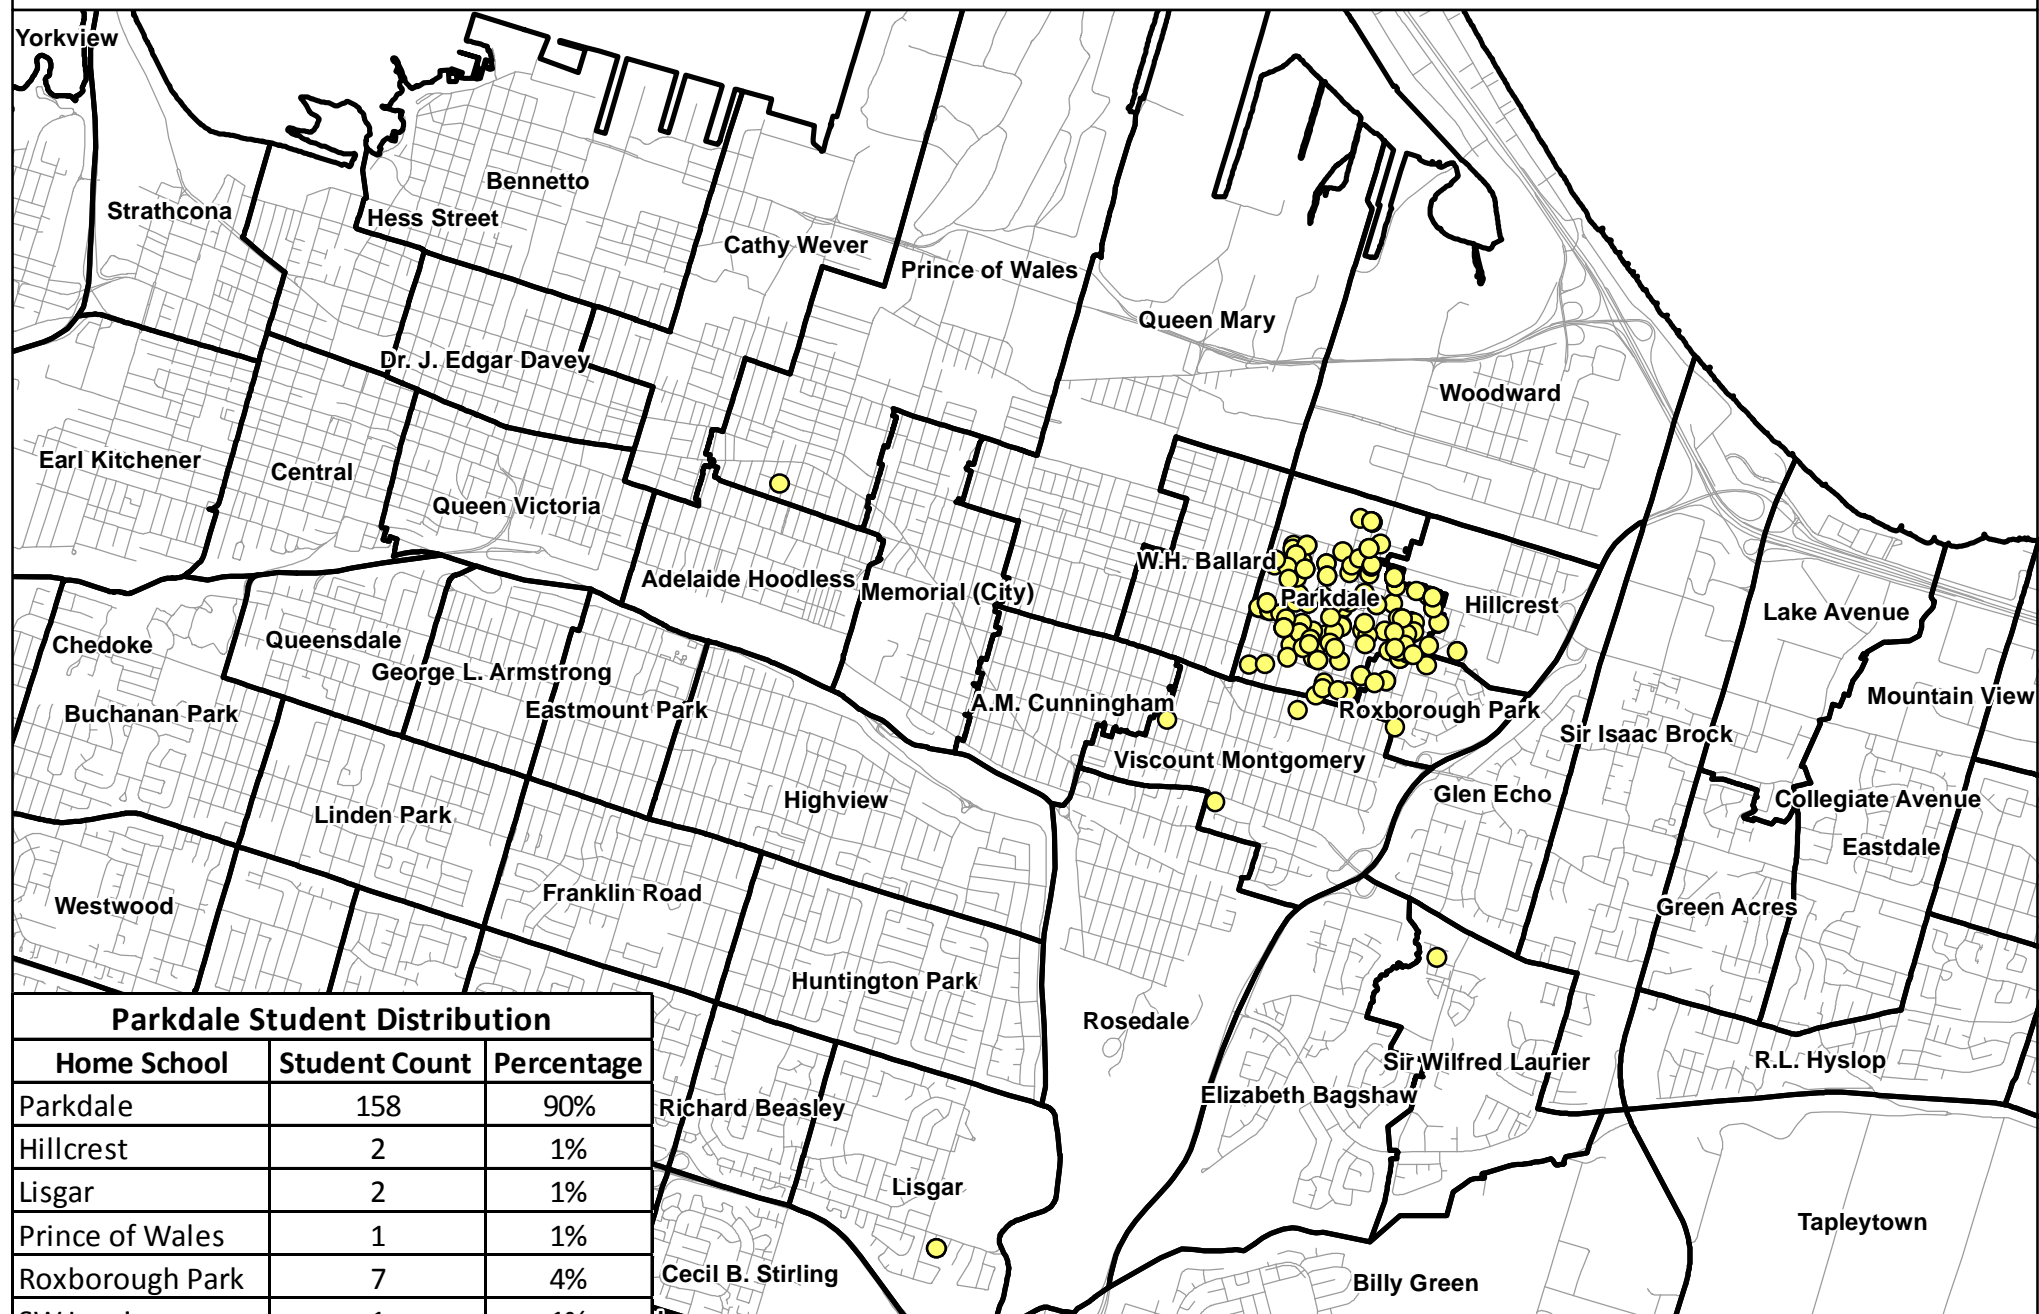 Yorkview
Bennetto
Strathcona
Hess Street
Cathy Wever
Prince of Wales
Queen Mary
Dr. J. Edgar Davey
Woodward
Earl Kitchener
Central
Queen Victoria
W.H. Ballard
Adelaide Hoodless
Memorial (City)
Parkdale
Hillcrest
Lake Avenue
Chedoke
Queensdale
George L. Armstrong
Mountain View
Buchanan Park
Eastmount Park
A.M. Cunningham
Roxborough Park
Sir Isaac Brock
Viscount Montgomery
Highview
Glen Echo
Collegiate Avenue
Linden Park
Eastdale
Franklin Road
Westwood
Green Acres
Huntington Park
Rosedale
Sir Wilfred Laurier
R.L. Hyslop
Elizabeth Bagshaw
Richard Beasley
Lisgar
Tapleytown
Cecil B. Stirling
Billy Green
Parkdale Student Distribution
Home School Student Count Percentage
Parkdale 158 90%
Hillcrest 2 1%
Lisgar 2 1%
Prince of Wales 1 1%
Roxborough Park 7 4%